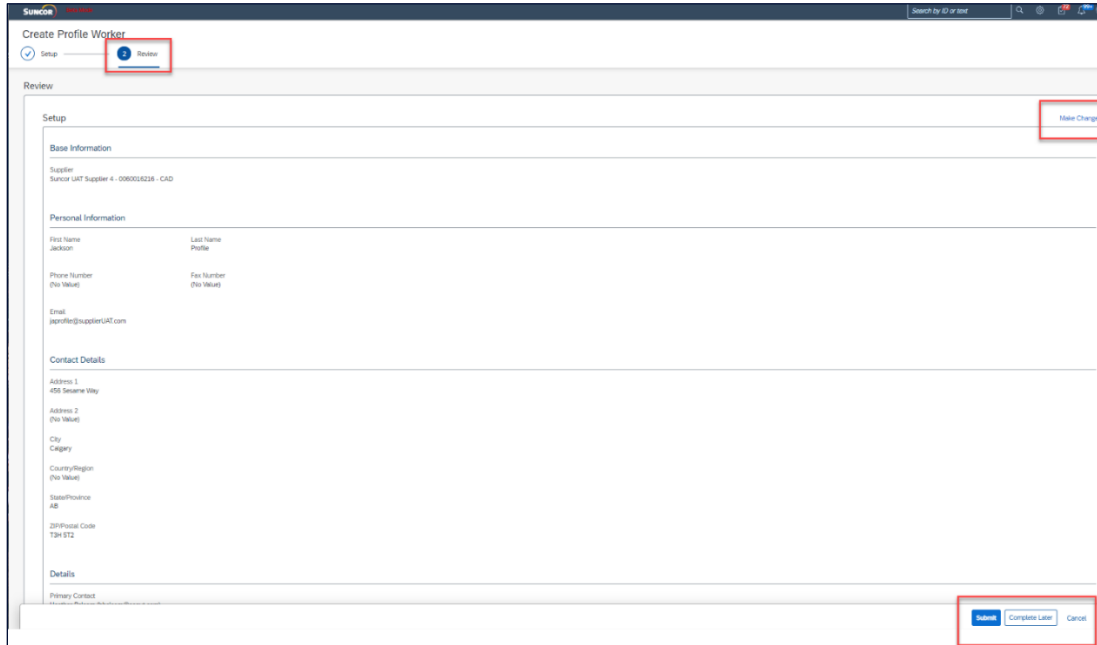 SUNCOR
Search by ID or text
99+
Create Profile Worker
Setup
2 Review
Review
Setup
Make Change
Base Information
Supplier
Suncor UAT Supplier 4 - 0060016216 - CAD
Personal Information
First Name Last Name
Jackson Profile
Phone Number Fax Number
(No Value) (No Value)
Email
japrofile@supplierUAT.com
Contact Details
Address 1
456 Sesame Way
Address 2
(No Value)
City
Calgary
Country/Region
(No Value)
State/Province
AB
ZIP/Postal Code
T3H ST2
Details
Primary Contact
Submit Complete Later Cancel